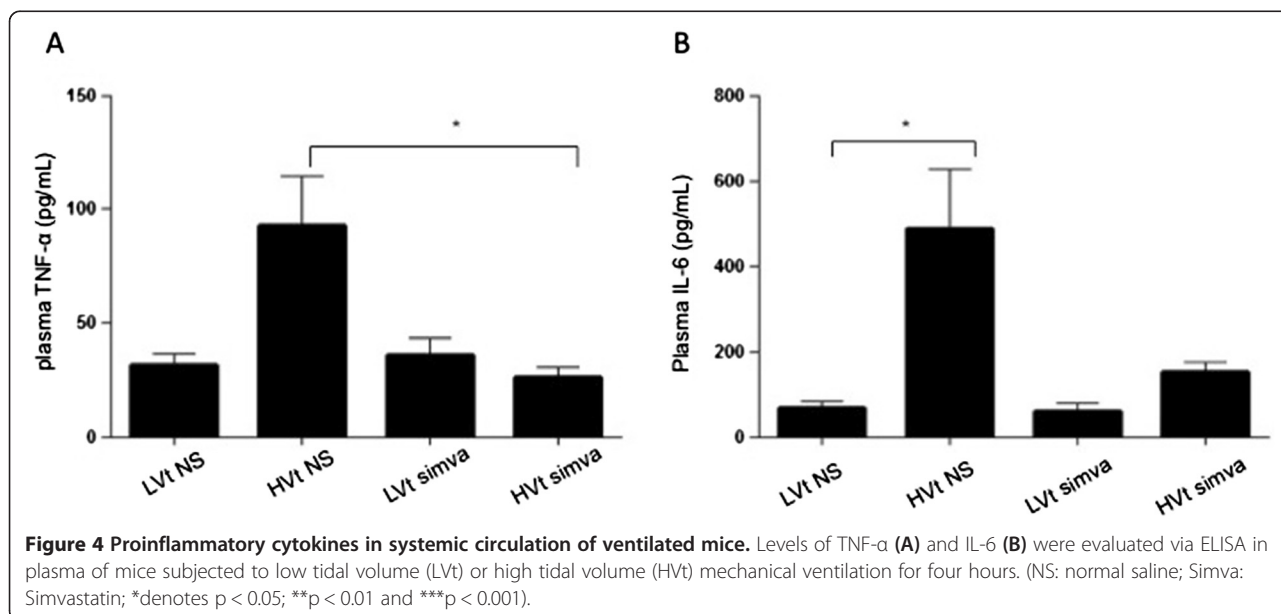 A
B
150
100
50
0
plasma TNF-α (pg/mL)
*
LVt NS
HVt NS
LVt simva
HVt simva
800
600
400
200
0
Plasma IL-6 (pg/mL)
*
LVt NS
HVt NS
LVt simva
HVt simva
Figure 4 Proinflammatory cytokines in systemic circulation of ventilated mice. Levels of TNF-α (A) and IL-6 (B) were evaluated via ELISA in
plasma of mice subjected to low tidal volume (LVt) or high tidal volume (HVt) mechanical ventilation for four hours. (NS: normal saline; Simva:
Simvastatin; *denotes p < 0.05; **p < 0.01 and ***p < 0.001).